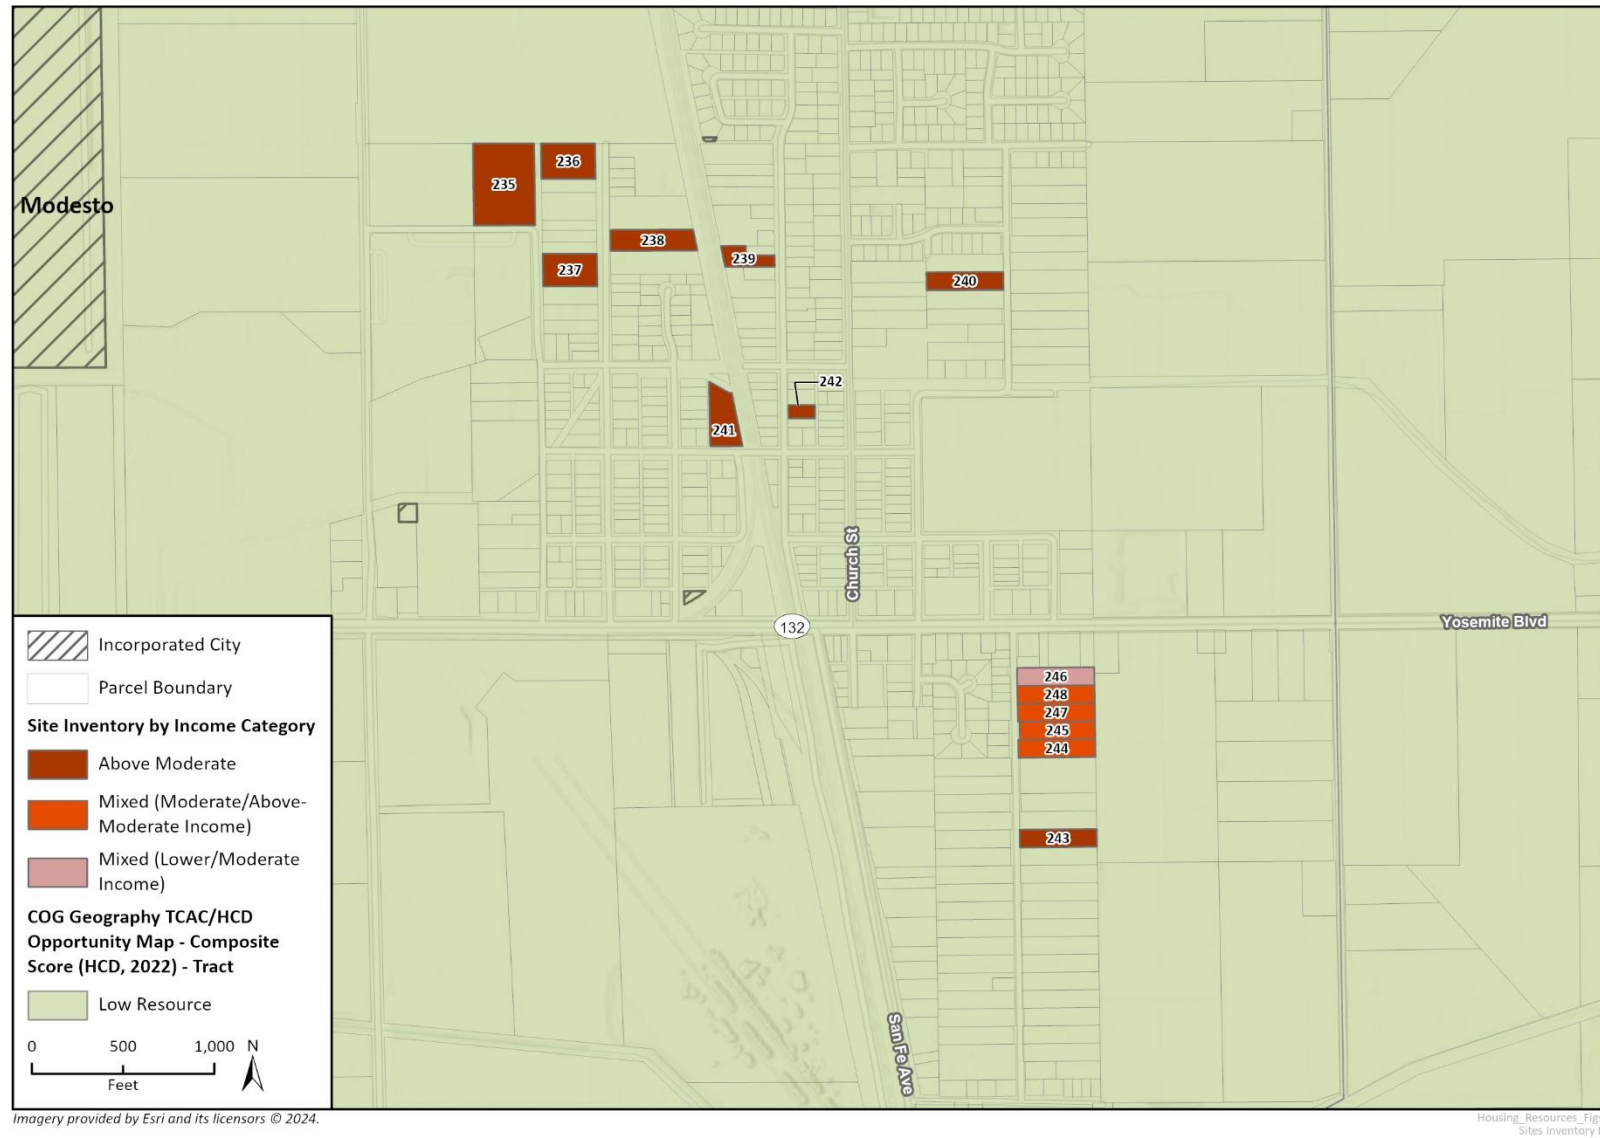 235
236
Modesto
238
239
237
240
242
241
Church St
132
Yosemite Blvd
246
248
247
245
244
243
San Fe Ave
Incorporated City
Parcel Boundary
Site Inventory by Income Category
Above Moderate
Mixed (Moderate/Above-
Moderate Income)
Mixed (Lower/Moderate
Income)
COG Geography TCAC/HCD
Opportunity Map - Composite
Score (HCD, 2022) - Tract
Low Resource
0 500 1,000 N
Feet
Imagery provided by Esri and its licensors © 2024.
Housing_Resources_Fig
Sites Inventory